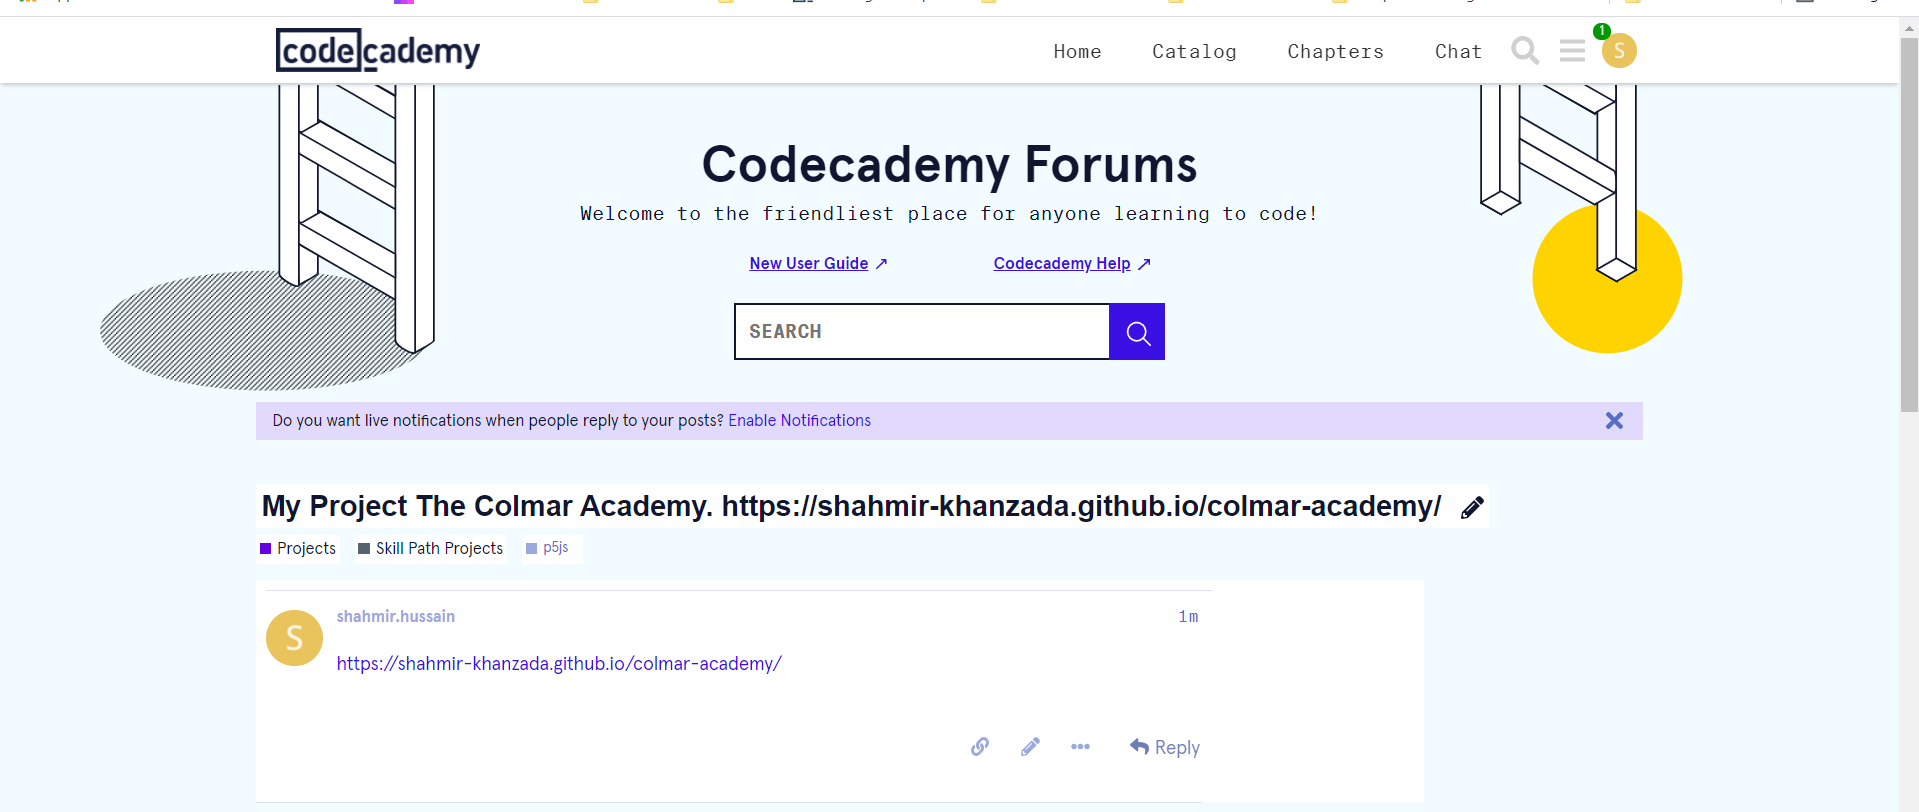 codecademy
Home Catalog Chapters Chat 1 S
Codecademy Forums
Welcome to the friendliest place for anyone learning to code!
New User Guide ↗ Codecademy Help ↗
SEARCH
Do you want live notifications when people reply to your posts? Enable Notifications
My Project The Colmar Academy. https://shahmir-khanzada.github.io/colmar-academy/
Projects Skill Path Projects p5js
S shahmir.hussain 1m
https://shahmir-khanzada.github.io/colmar-academy/
Reply